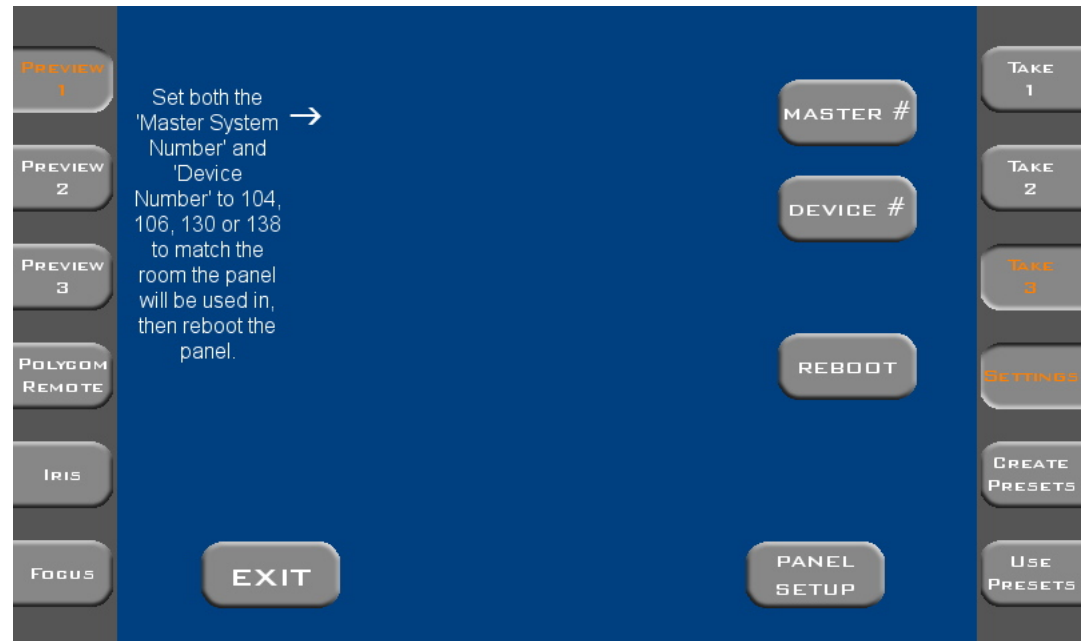 PREVIEW
1
PREVIEW
2
PREVIEW
3
POLYCOM
REMOTE
IRIS
FOCUS
Set both the
'Master System
Number' and
'Device
Number' to 104,
106, 130 or 138
to match the
room the panel
will be used in,
then reboot the
panel.
→
EXIT
MASTER #
DEVICE #
REBOOT
PANEL
SETUP
TAKE
1
TAKE
2
TAKE
3
SETTINGS
CREATE
PRESETS
USE
PRESETS